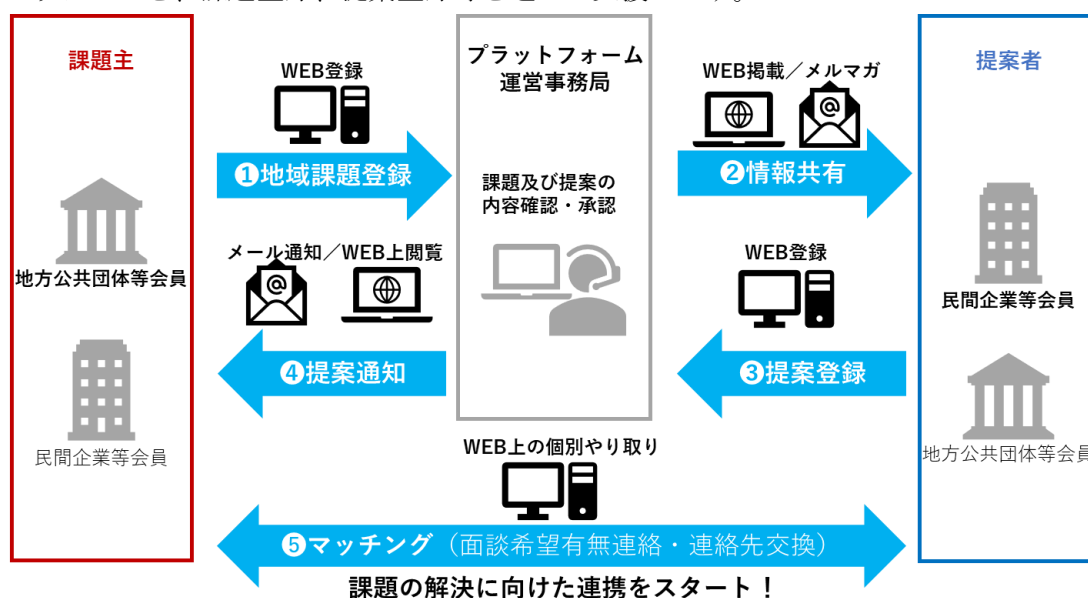 課題主
地方公共団体等会員
民間企業等会員
WEB登録
❶地域課題登録
メール通知／WEB上閲覧
❹提案通知
プラットフォーム
運営事務局
課題及び提案の
内容確認・承認
WEB掲載／メルマガ
❷情報共有
WEB登録
❸提案登録
提案者
民間企業等会員
地方公共団体等会員
WEB上の個別やり取り
❺マッチング（面談希望有無連絡・連絡先交換）
課題の解決に向けた連携をスタート！